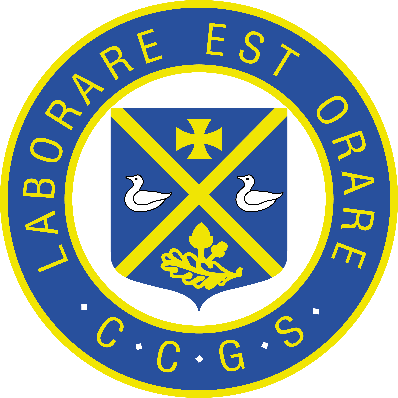 LABORARE EST ORARE
· C · C · G · S ·